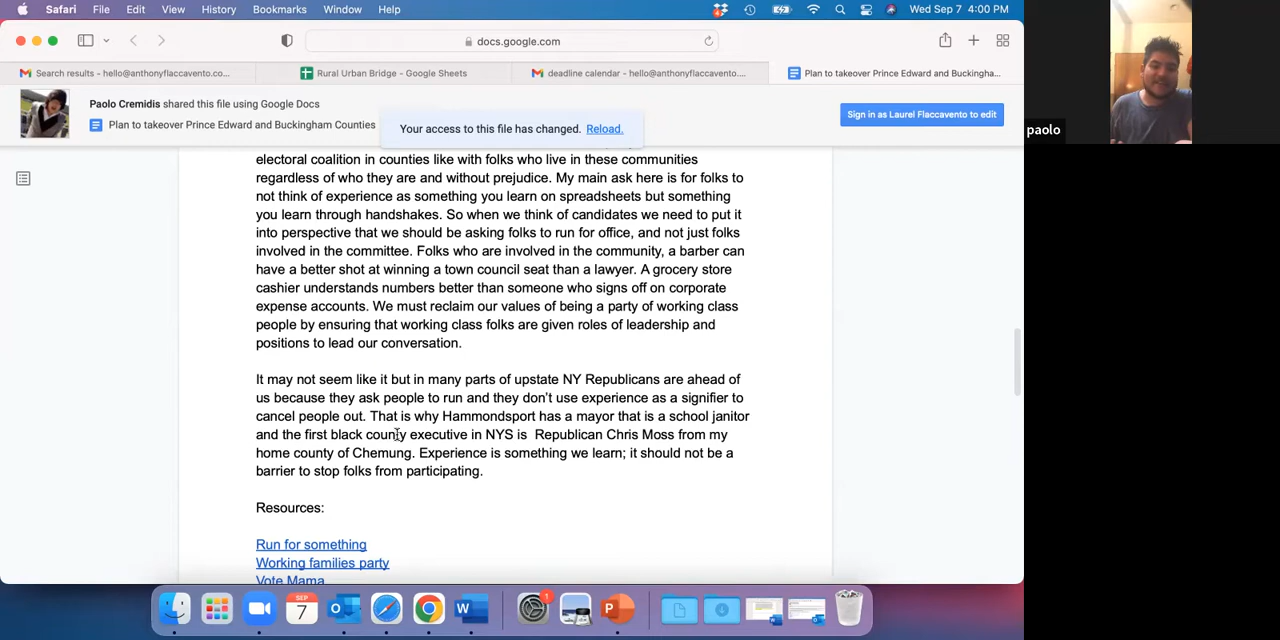 Safari File Edit View History Bookmarks Window Help Wed Sep 7 4:00 PM
docs.google.com
Search results - hello@anthonyflaccavento.co... Rural Urban Bridge - Google Sheets deadline calendar - hello@anthonyflaccavento.... Plan to takeover Prince Edward and Buckingha...
Paolo Cremidis shared this file using Google Docs
Plan to takeover Prince Edward and Buckingham Counties
Your access to this file has changed. Reload.
Sign in as Laurel Flaccavento to edit
paolo
electoral coalition in counties like with folks who live in these communities
regardless of who they are and without prejudice. My main ask here is for folks to
not think of experience as something you learn on spreadsheets but something
you learn through handshakes. So when we think of candidates we need to put it
into perspective that we should be asking folks to run for office, and not just folks
involved in the committee. Folks who are involved in the community, a barber can
have a better shot at winning a town council seat than a lawyer. A grocery store
cashier understands numbers better than someone who signs off on corporate
expense accounts. We must reclaim our values of being a party of working class
people by ensuring that working class folks are given roles of leadership and
positions to lead our conversation.
It may not seem like it but in many parts of upstate NY Republicans are ahead of
us because they ask people to run and they don't use experience as a signifier to
cancel people out. That is why Hammondsport has a mayor that is a school janitor
and the first black county executive in NYS is Republican Chris Moss from my
home county of Chemung. Experience is something we learn; it should not be a
barrier to stop folks from participating.
Resources:
Run for something
Working families party
Vote Mama
SEP
7
1